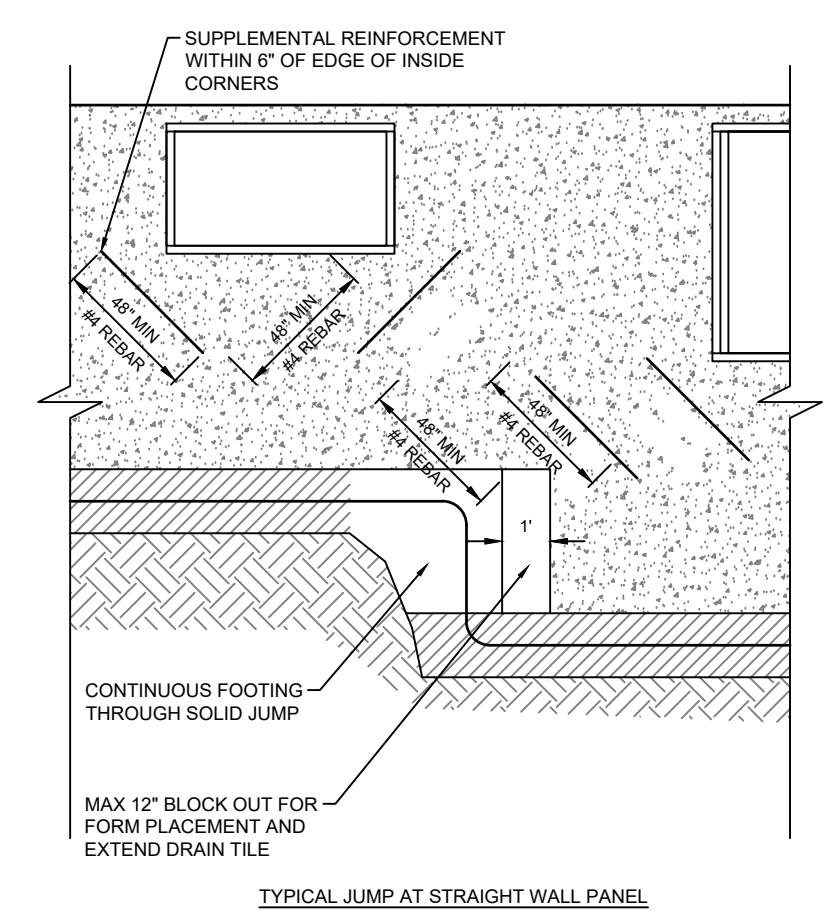 SUPPLEMENTAL REINFORCEMENT
WITHIN 6" OF EDGE OF INSIDE
CORNERS
48" MIN
#4 REBAR
48" MIN
#4 REBAR
48" MIN
#4 REBAR
48" MIN
#4 REBAR
1'
CONTINUOUS FOOTING
THROUGH SOLID JUMP
MAX 12" BLOCK OUT FOR
FORM PLACEMENT AND
EXTEND DRAIN TILE
TYPICAL JUMP AT STRAIGHT WALL PANEL